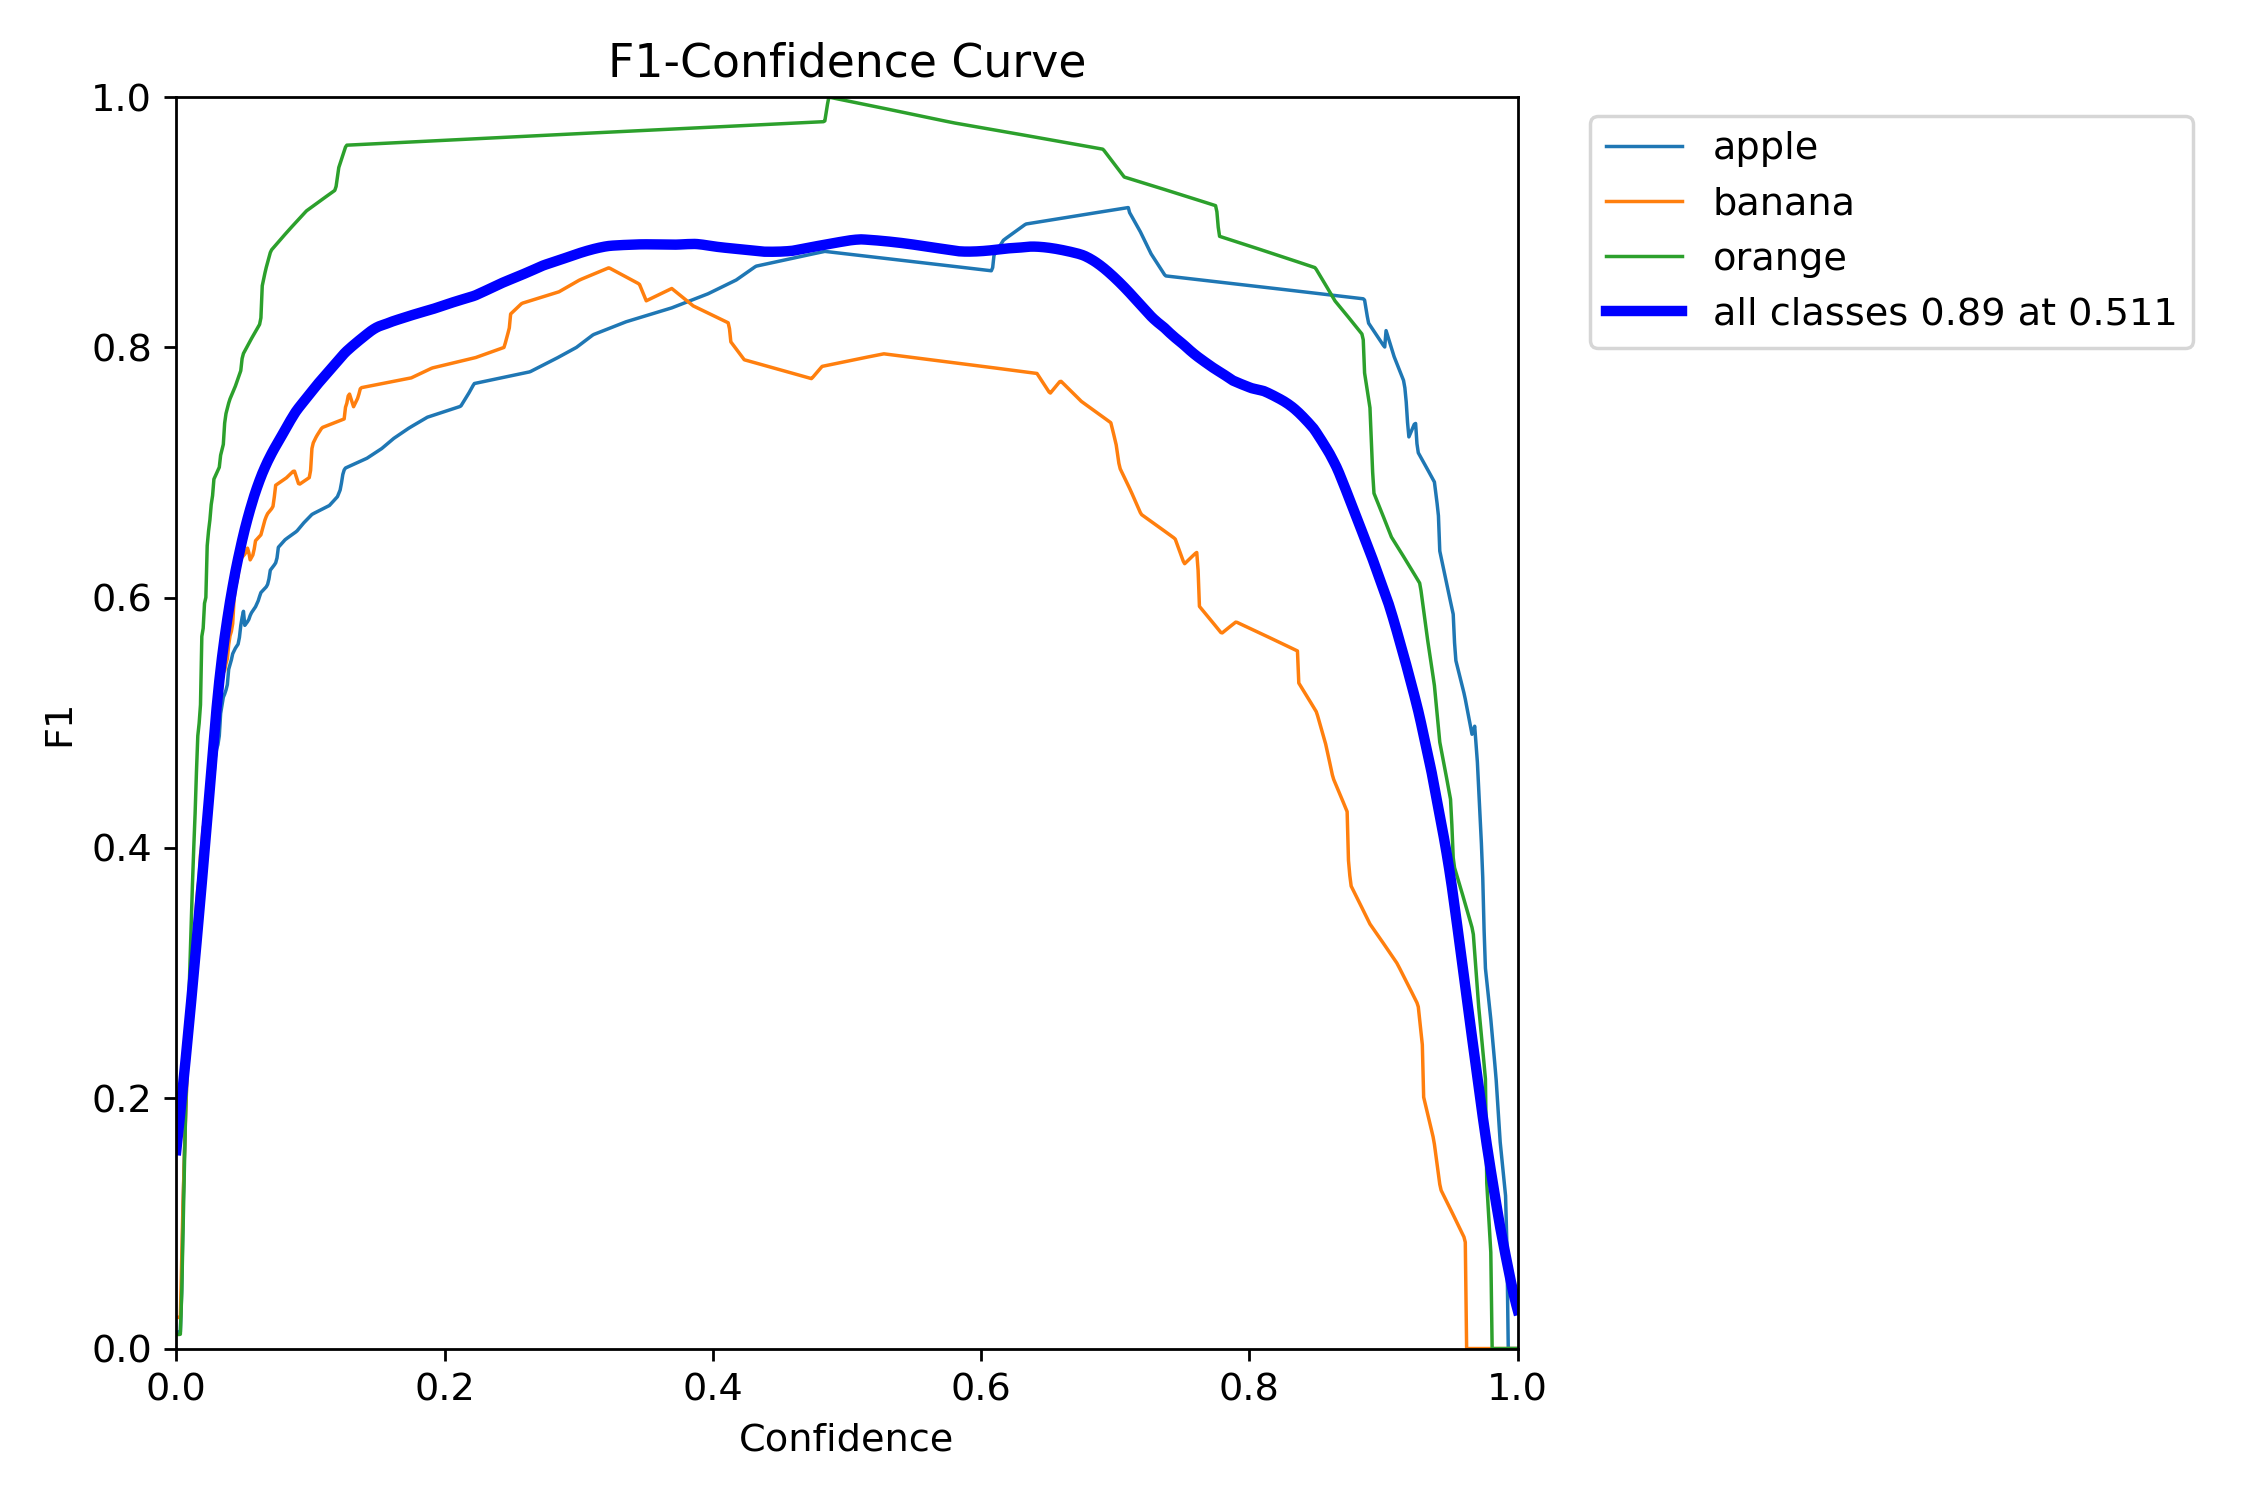 F1-Confidence Curve
1.0
0.8
0.6
0.4
0.2
0.0
F1
0.0 0.2 0.4 0.6 0.8 1.0
Confidence
apple
banana
orange
all classes 0.89 at 0.511